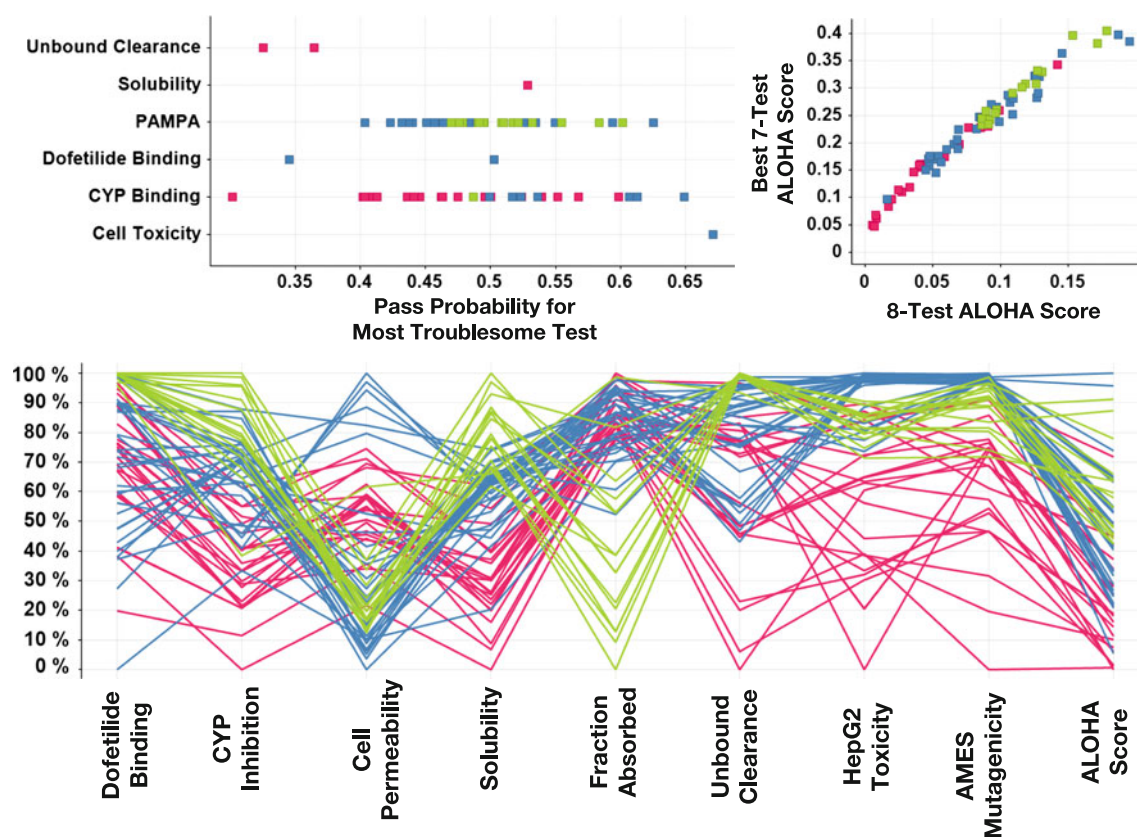 Unbound Clearance
Solubility
PAMPA
Dofetilide Binding
CYP Binding
Cell Toxicity
0.35 0.4 0.45 0.5 0.55 0.6 0.65
Pass Probability for
Most Troublesome Test
Best 7-Test
ALOHA Score
0.4
0.35
0.3
0.25
0.2
0.15
0.1
0.05
0
0 0.05 0.1 0.15
8-Test ALOHA Score
100 %
90 %
80 %
70 %
60 %
50 %
40 %
30 %
20 %
10 %
0 %
Dofetilide
Binding
CYP
Inhibition
Cell
Permeability
Solubility
Fraction
Absorbed
Unbound
Clearance
HepG2
Toxicity
AMES
Mutagenicity
ALOHA
Score